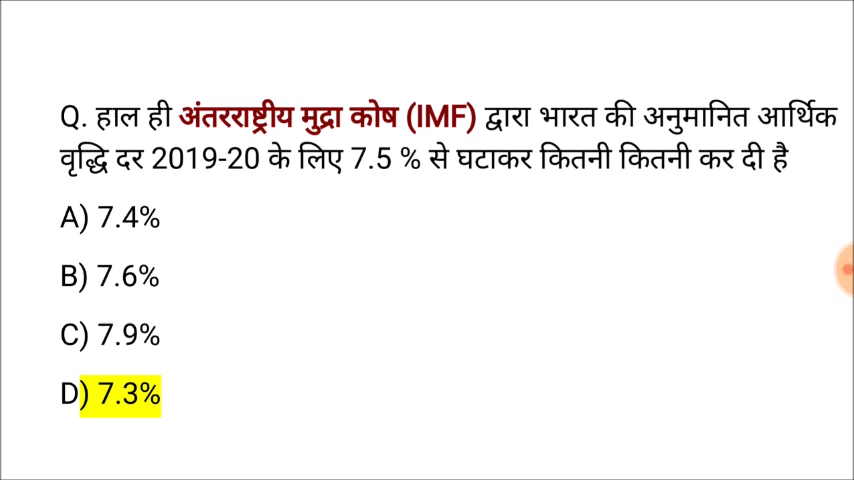 Q. हाल ही अंतरराष्ट्रीय मुद्रा कोष (IMF) द्वारा भारत की अनुमानित आर्थिक
वृद्धि दर 2019-20 के लिए 7.5 % से घटाकर कितनी कितनी कर दी है
A) 7.4%
B) 7.6%
C) 7.9%
D) 7.3%